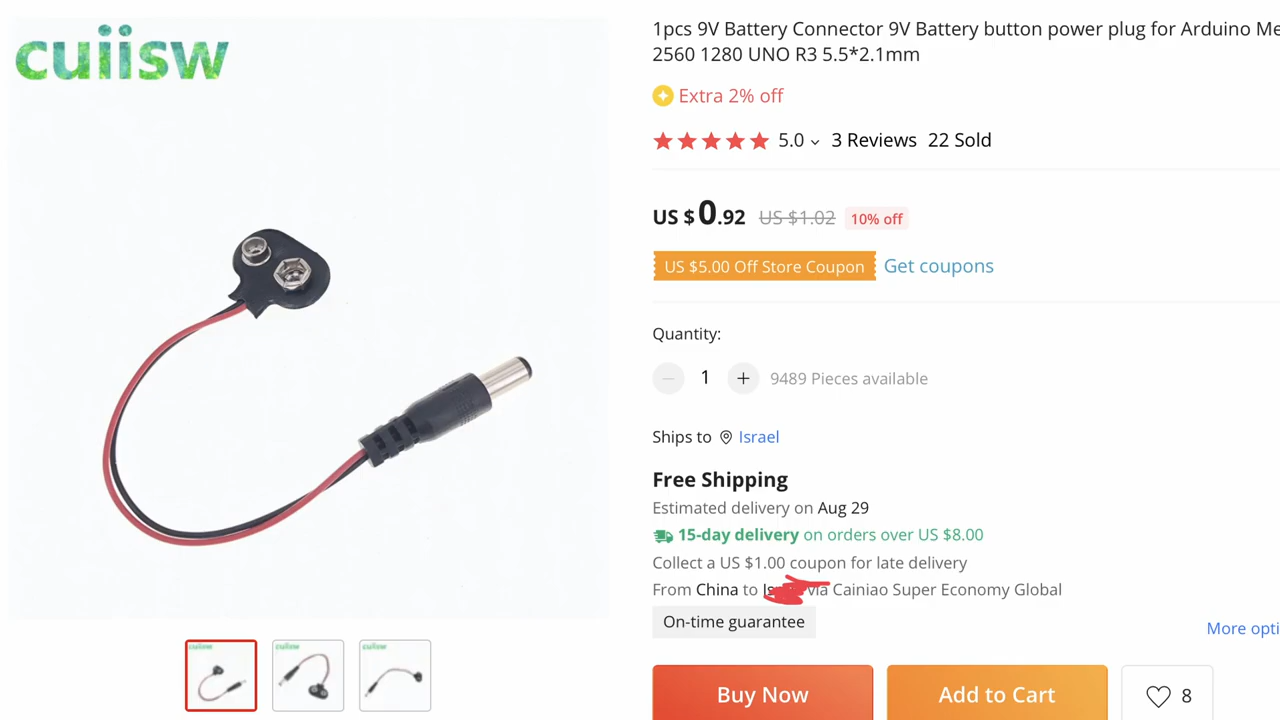 cuiisw
1pcs 9V Battery Connector 9V Battery button power plug for Arduino Me
2560 1280 UNO R3 5.5*2.1mm
Extra 2% off
5.0 3 Reviews 22 Sold
US $0.92 US $1.02 10% off
US $5.00 Off Store Coupon Get coupons
Quantity:
1 9489 Pieces available
Ships to Israel
Free Shipping
Estimated delivery on Aug 29
15-day delivery on orders over US $8.00
Collect a US $1.00 coupon for late delivery
From China to via Cainiao Super Economy Global
On-time guarantee
More opti
cuiisw
cuiisw
cuiisw
Buy Now
Add to Cart
8